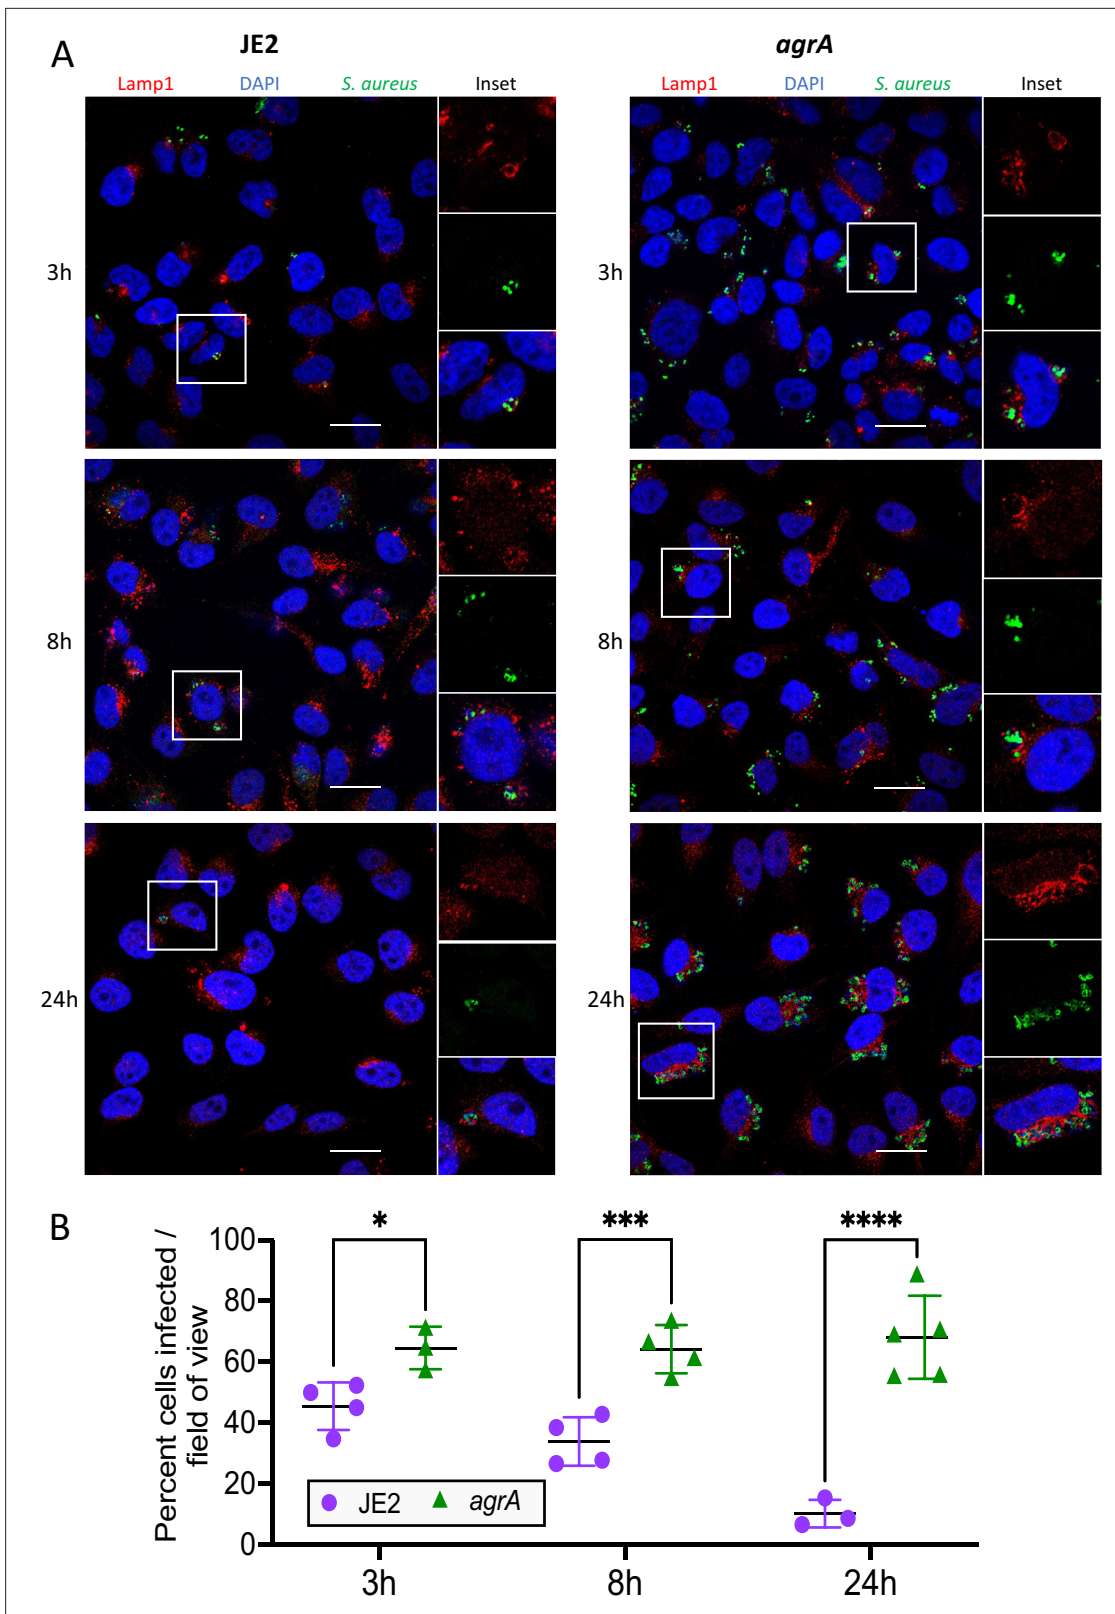 A
JE2
agrA
Lamp1 DAPI S. aureus Inset
Lamp1 DAPI S. aureus Inset
3h
3h
8h
8h
24h
24h
B
* *** ****
Percent cells infected /
field of view
100
80
60
40
20
0
JE2 agrA
3h 8h 24h